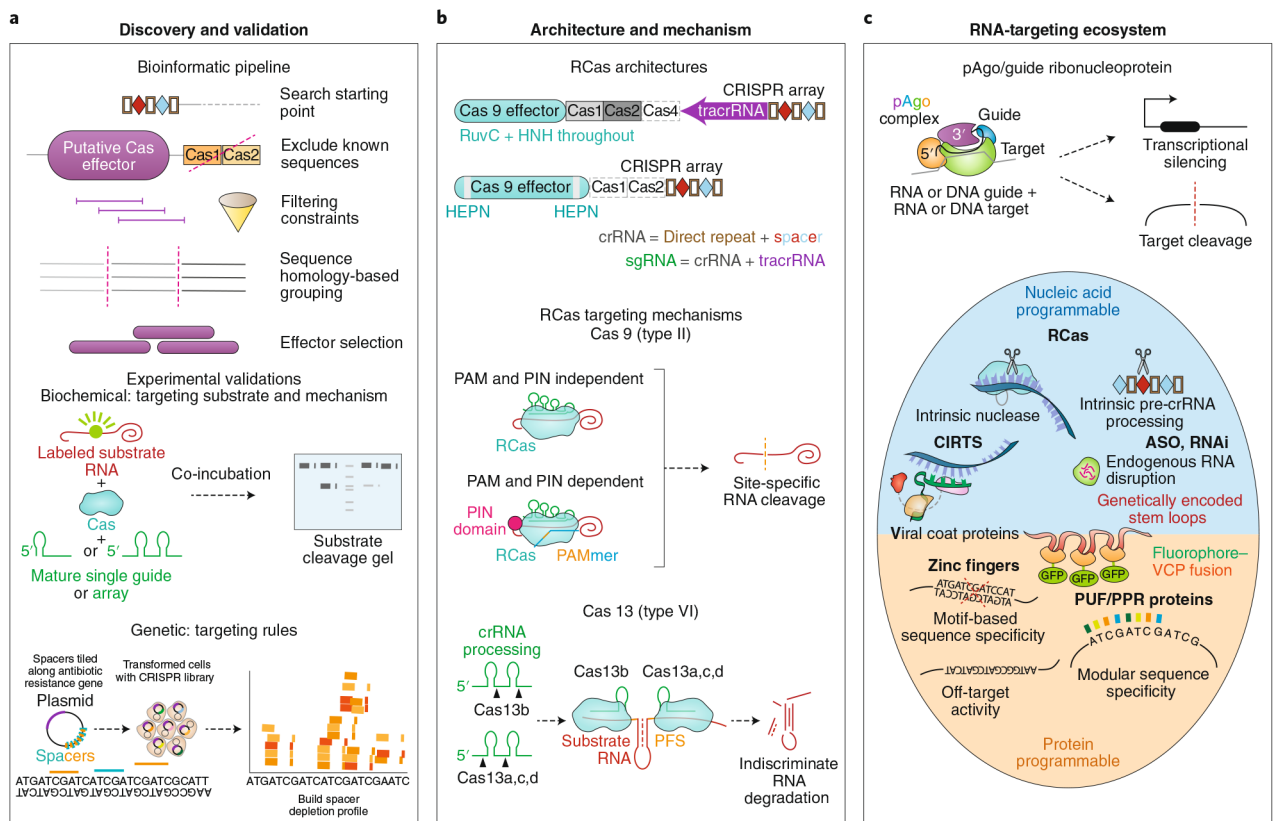 a
Discovery and validation
Bioinformatic pipeline
Search starting
point
Putative Cas
effector
Cas1
Cas2
Exclude known
sequences
Filtering
constraints
Sequence
homology-based
grouping
Effector selection
Experimental validations
Biochemical: targeting substrate and mechanism
Labeled substrate
RNA
+
Cas
+
5′ or 5′
Mature single guide
or array
Co-incubation
Substrate
cleavage gel
Genetic: targeting rules
Spacers tiled
along antibiotic
resistance gene
Plasmid
Spacers
Transformed cells
with CRISPR library
ATGATCGATCATCGATCGATCGCATT
ATGATCGATCATCGATCGAATC
Build spacer
depletion profile
b
Architecture and mechanism
RCas architectures
CRISPR array
Cas 9 effector
Cas1
Cas2
Cas4
tracrRNA
RuvC + HNH throughout
CRISPR array
Cas 9 effector
Cas1
Cas2
HEPN
HEPN
crRNA = Direct repeat + spacer
sgRNA = crRNA + tracrRNA
RCas targeting mechanisms
Cas 9 (type II)
PAM and PIN independent
RCas
PAM and PIN dependent
PIN
domain
RCas
PAMmer
Site-specific
RNA cleavage
Cas 13 (type VI)
crRNA
processing
5′
Cas13b
5′
Cas13a,c,d
Cas13b
Cas13a,c,d
Substrate
RNA
PFS
Indiscriminate
RNA
degradation
c
RNA-targeting ecosystem
pAgo/guide ribonucleoprotein
pAgo
complex
3′
5′
Guide
Target
RNA or DNA guide +
RNA or DNA target
Transcriptional
silencing
Target cleavage
Nucleic acid
programmable
RCas
Intrinsic nuclease
Intrinsic pre-crRNA
processing
CIRTS
ASO, RNAi
Endogenous RNA
disruption
Genetically encoded
stem loops
Viral coat proteins
GFP
GFP
GFP
Fluorophore–
VCP fusion
Zinc fingers
ATGATCGATCCAT
Motif-based
sequence specificity
Off-target
activity
PUF/PPR proteins
ATCGATCGATCG
Modular sequence
specificity
Protein
programmable